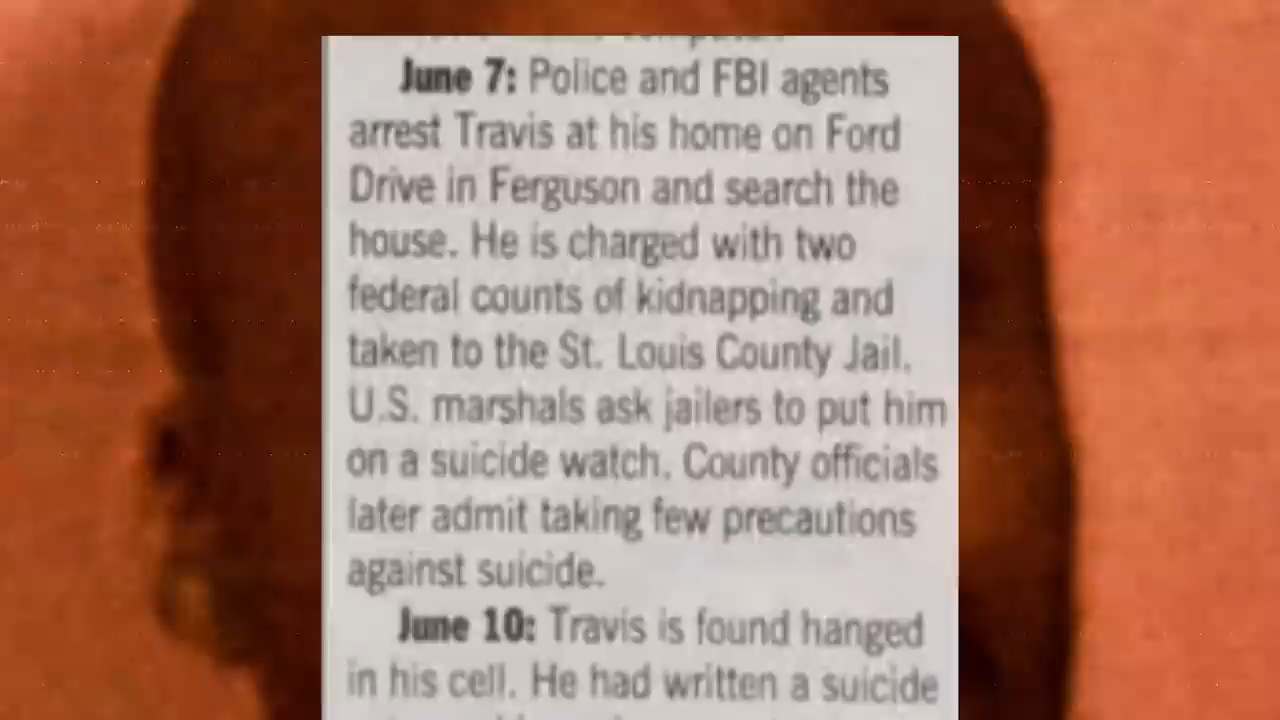 June 7: Police and FBI agents
arrest Travis at his home on Ford
Drive in Ferguson and search the
house. He is charged with two
federal counts of kidnapping and
taken to the St. Louis County Jail.
U.S. marshals ask jailers to put him
on a suicide watch. County officials
later admit taking few precautions
against suicide.
June 10: Travis is found hanged
in his cell. He had written a suicide